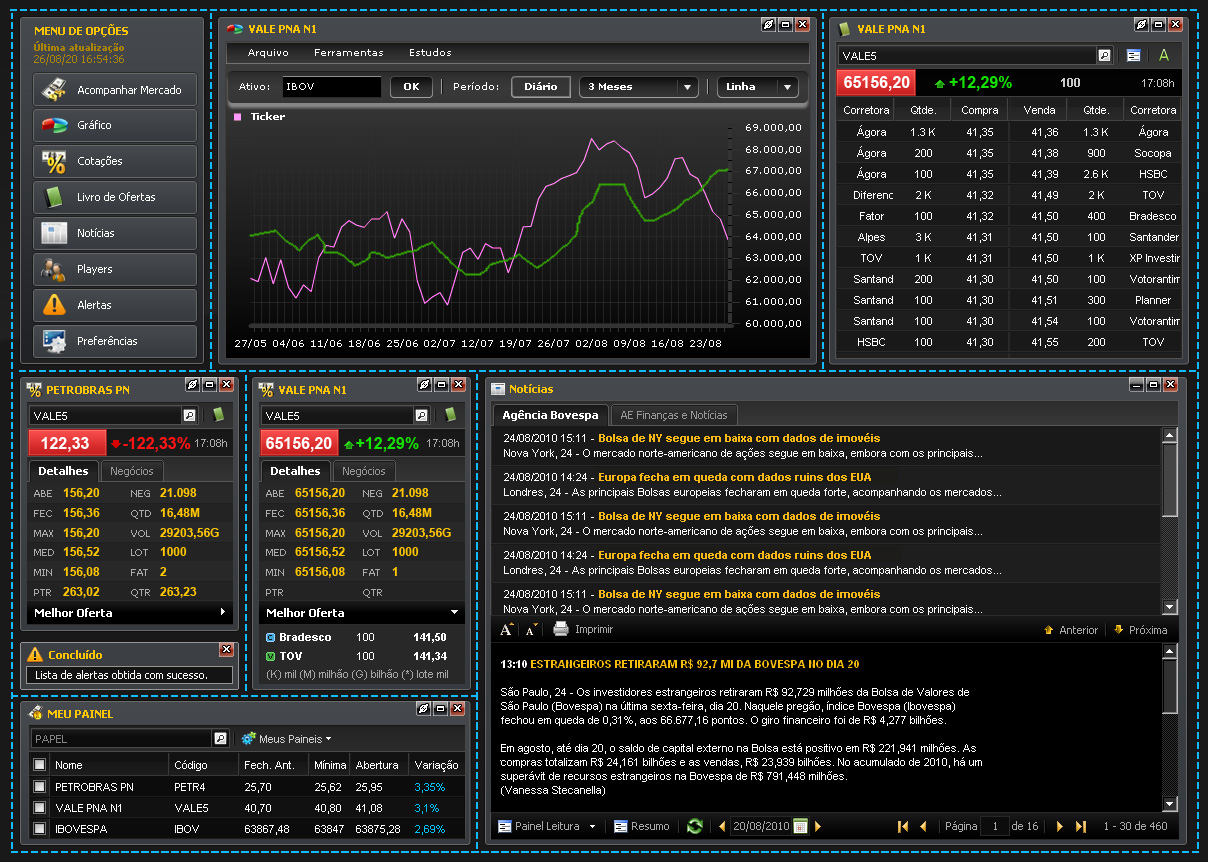 MENU DE OPÇÕES
Última atualização
26/08/20 16:54:36
Acompanhar Mercado
Gráfico
Cotações
Livro de Ofertas
Notícias
Players
Alertas
Preferências
VALE PNA N1
Arquivo Ferramentas Estudos
Ativo: IBOV OK Período: Diário 3 Meses Linha
Ticker
69.000,00
68.000,00
67.000,00
66.000,00
65.000,00
64.000,00
63.000,00
62.000,00
61.000,00
60.000,00
27/05 04/06 11/06 18/06 25/06 02/07 12/07 19/07 26/07 02/08 09/08 16/08 23/08
VALE PNA N1
VALE5 A
65156,20 +12,29% 100 17:08h
Corretora Qtde. Compra Venda Qtde. Corretora
Ágora 1.3 K 41,35 41,36 1.3 K Ágora
Ágora 200 41,35 41,38 900 Socopa
Ágora 100 41,35 41,39 2.6 K HSBC
Diferenc 2 K 41,32 41,49 2 K TOV
Fator 100 41,32 41,50 400 Bradesco
Alpes 3 K 41,31 41,50 100 Santander
TOV 1 K 41,31 41,50 1 K XP Investir
Santand 200 41,30 41,50 100 Votorantim
Santand 100 41,30 41,51 300 Planner
Santand 100 41,30 41,54 100 Votorantim
HSBC 100 41,30 41,55 200 TOV
PETROBRAS PN
VALE5
122,33 -122,33% 17:08h
Detalhes Negócios
ABE 156,20 NEG 21.098
FEC 156,36 QTD 16,48M
MAX 156,20 VOL 29203,56G
MED 156,52 LOT 1000
MIN 156,08 FAT 2
PTR 263,02 QTR 263,23
Melhor Oferta
Concluído
Lista de alertas obtida com sucesso.
VALE PNA N1
VALE5
65156,20 +12,29% 17:08h
Detalhes Negócios
ABE 65156,20 NEG 21.098
FEC 65156,36 QTD 16,48M
MAX 65156,20 VOL 29203,56G
MED 65156,52 LOT 1000
MIN 65156,08 FAT 1
PTR QTR
Melhor Oferta
C Bradesco 100 141,50
V TOV 100 141,34
(K) mil (M) milhão (G) bilhão (*) lote mil
MEU PAINEL
PAPEL Meus Paineis
Nome Código Fech. Ant. Mínima Abertura Variação
PETROBRAS PN PETR4 25,70 25,62 25,95 3,35%
VALE PNA N1 VALE5 40,70 40,80 41,08 3,1%
IBOVESPA IBOV 63867,48 63847 63875,28 2,69%
Notícias
Agência Bovespa AE Finanças e Notícias
24/08/2010 15:11 - Bolsa de NY segue em baixa com dados de imovéis
Nova York, 24 - O mercado norte-americano de ações segue em baixa, embora com os principais...
24/08/2010 14:24 - Europa fecha em queda com dados ruins dos EUA
Londres, 24 - As principais Bolsas europeias fecharam em queda forte, acompanhando os mercados...
24/08/2010 15:11 - Bolsa de NY segue em baixa com dados de imovéis
Nova York, 24 - O mercado norte-americano de ações segue em baixa, embora com os principais...
24/08/2010 14:24 - Europa fecha em queda com dados ruins dos EUA
Londres, 24 - As principais Bolsas europeias fecharam em queda forte, acompanhando os mercados...
24/08/2010 15:11 - Bolsa de NY segue em baixa com dados de imovéis
Nova York, 24 - O mercado norte-americano de ações segue em baixa, embora com os principais...
A A Imprimir Anterior Próxima
13:10 ESTRANGEIROS RETIRARAM R$ 92,7 MI DA BOVESPA NO DIA 20
São Paulo, 24 - Os investidores estrangeiros retiraram R$ 92,729 milhões da Bolsa de Valores de
São Paulo (Bovespa) na última sexta-feira, dia 20. Naquele pregão, índice Bovespa (Ibovespa)
fechou em queda de 0,31%, aos 66.677,16 pontos. O giro financeiro foi de R$ 4,277 bilhões.
Em agosto, até dia 20, o saldo de capital externo na Bolsa está positivo em R$ 221,941 milhões. As
compras totalizam R$ 24,161 bilhões e as vendas, R$ 23,939 bilhões. No acumulado de 2010, há um
superávit de recursos estrangeiros na Bovespa de R$ 791,448 milhões.
(Vanessa Stecanella)
Painel Leitura Resumo 20/08/2010 Página 1 de 16 1 - 30 de 460